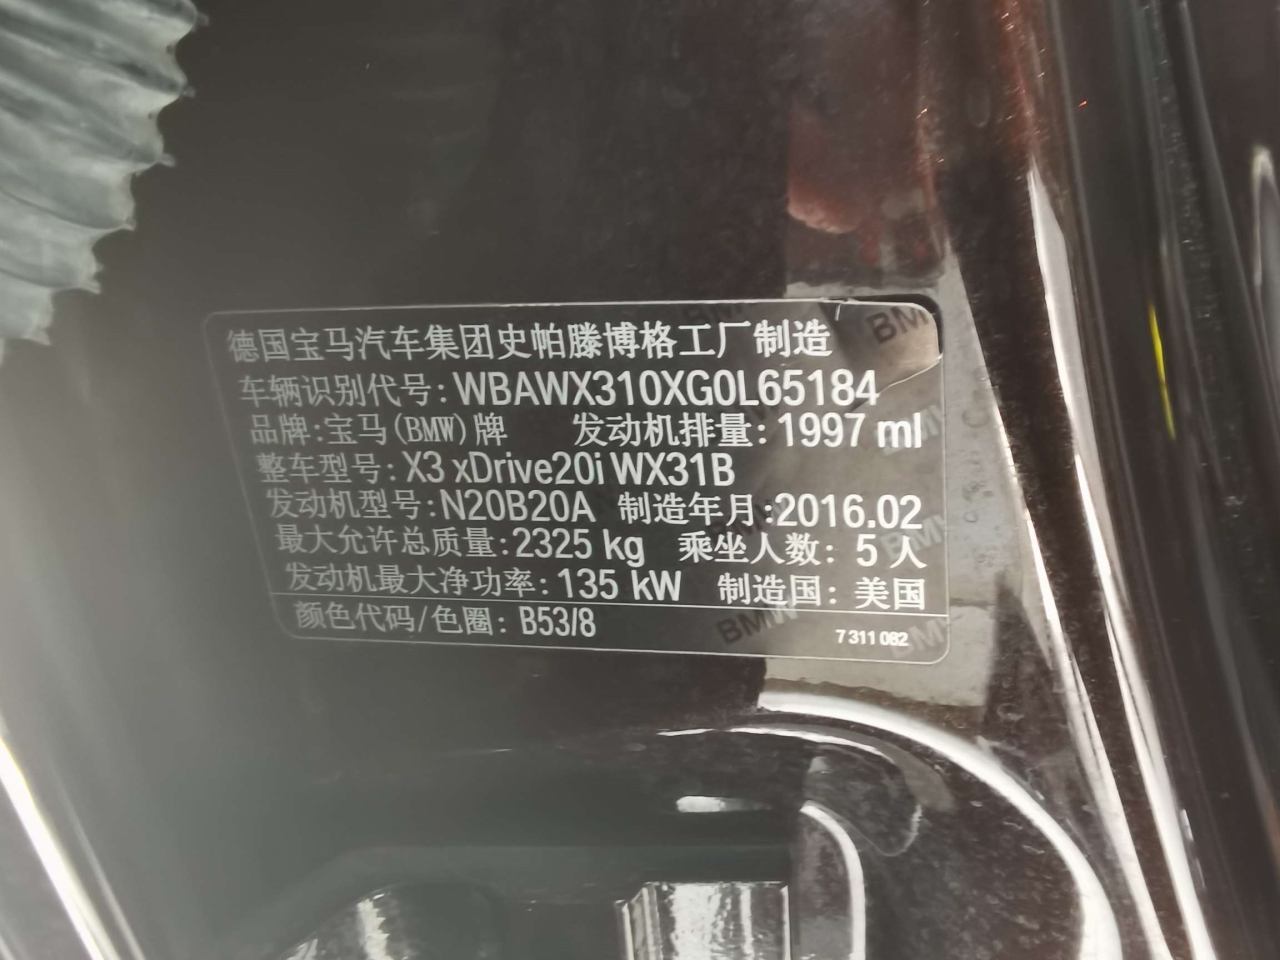 德国宝马汽车集团史帕滕博格工厂制造
车辆识别代号: WBAWX310XG0L65184
品牌:宝马(BMW)牌 发动机排量: 1997 ml
整车型号: X3 xDrive20i WX31B
发动机型号: N20B20A 制造年月:2016.02
最大允许总质量: 2325 kg 乘坐人数: 5 人
发动机最大净功率: 135 kW 制造国: 美国
颜色代码/色圈: B53/8
7 311 082